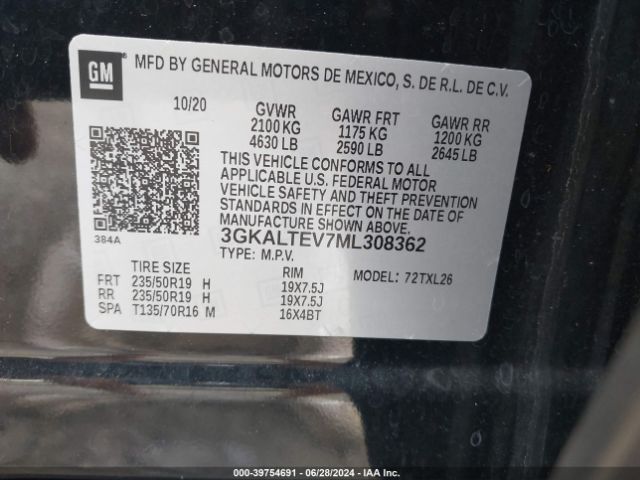 GM
MFD BY GENERAL MOTORS DE MEXICO, S. DE R.L. DE C.V.
10/20 GVWR GAWR FRT GAWR RR
2100 KG 1175 KG 1200 KG
4630 LB 2590 LB 2645 LB
THIS VEHICLE CONFORMS TO ALL
APPLICABLE U.S. FEDERAL MOTOR
VEHICLE SAFETY AND THEFT PREVENTION
STANDARDS IN EFFECT ON THE DATE OF
MANUFACTURE SHOWN ABOVE.
384A 3GKALTEV7ML308362
TYPE: M.P.V.
TIRE SIZE RIM MODEL: 72TXL26
FRT 235/50R19 H 19X7.5J
RR 235/50R19 H 19X7.5J
SPA T135/70R16 M 16X4BT
000-39754691 - 06/28/2024 - IAA Inc.